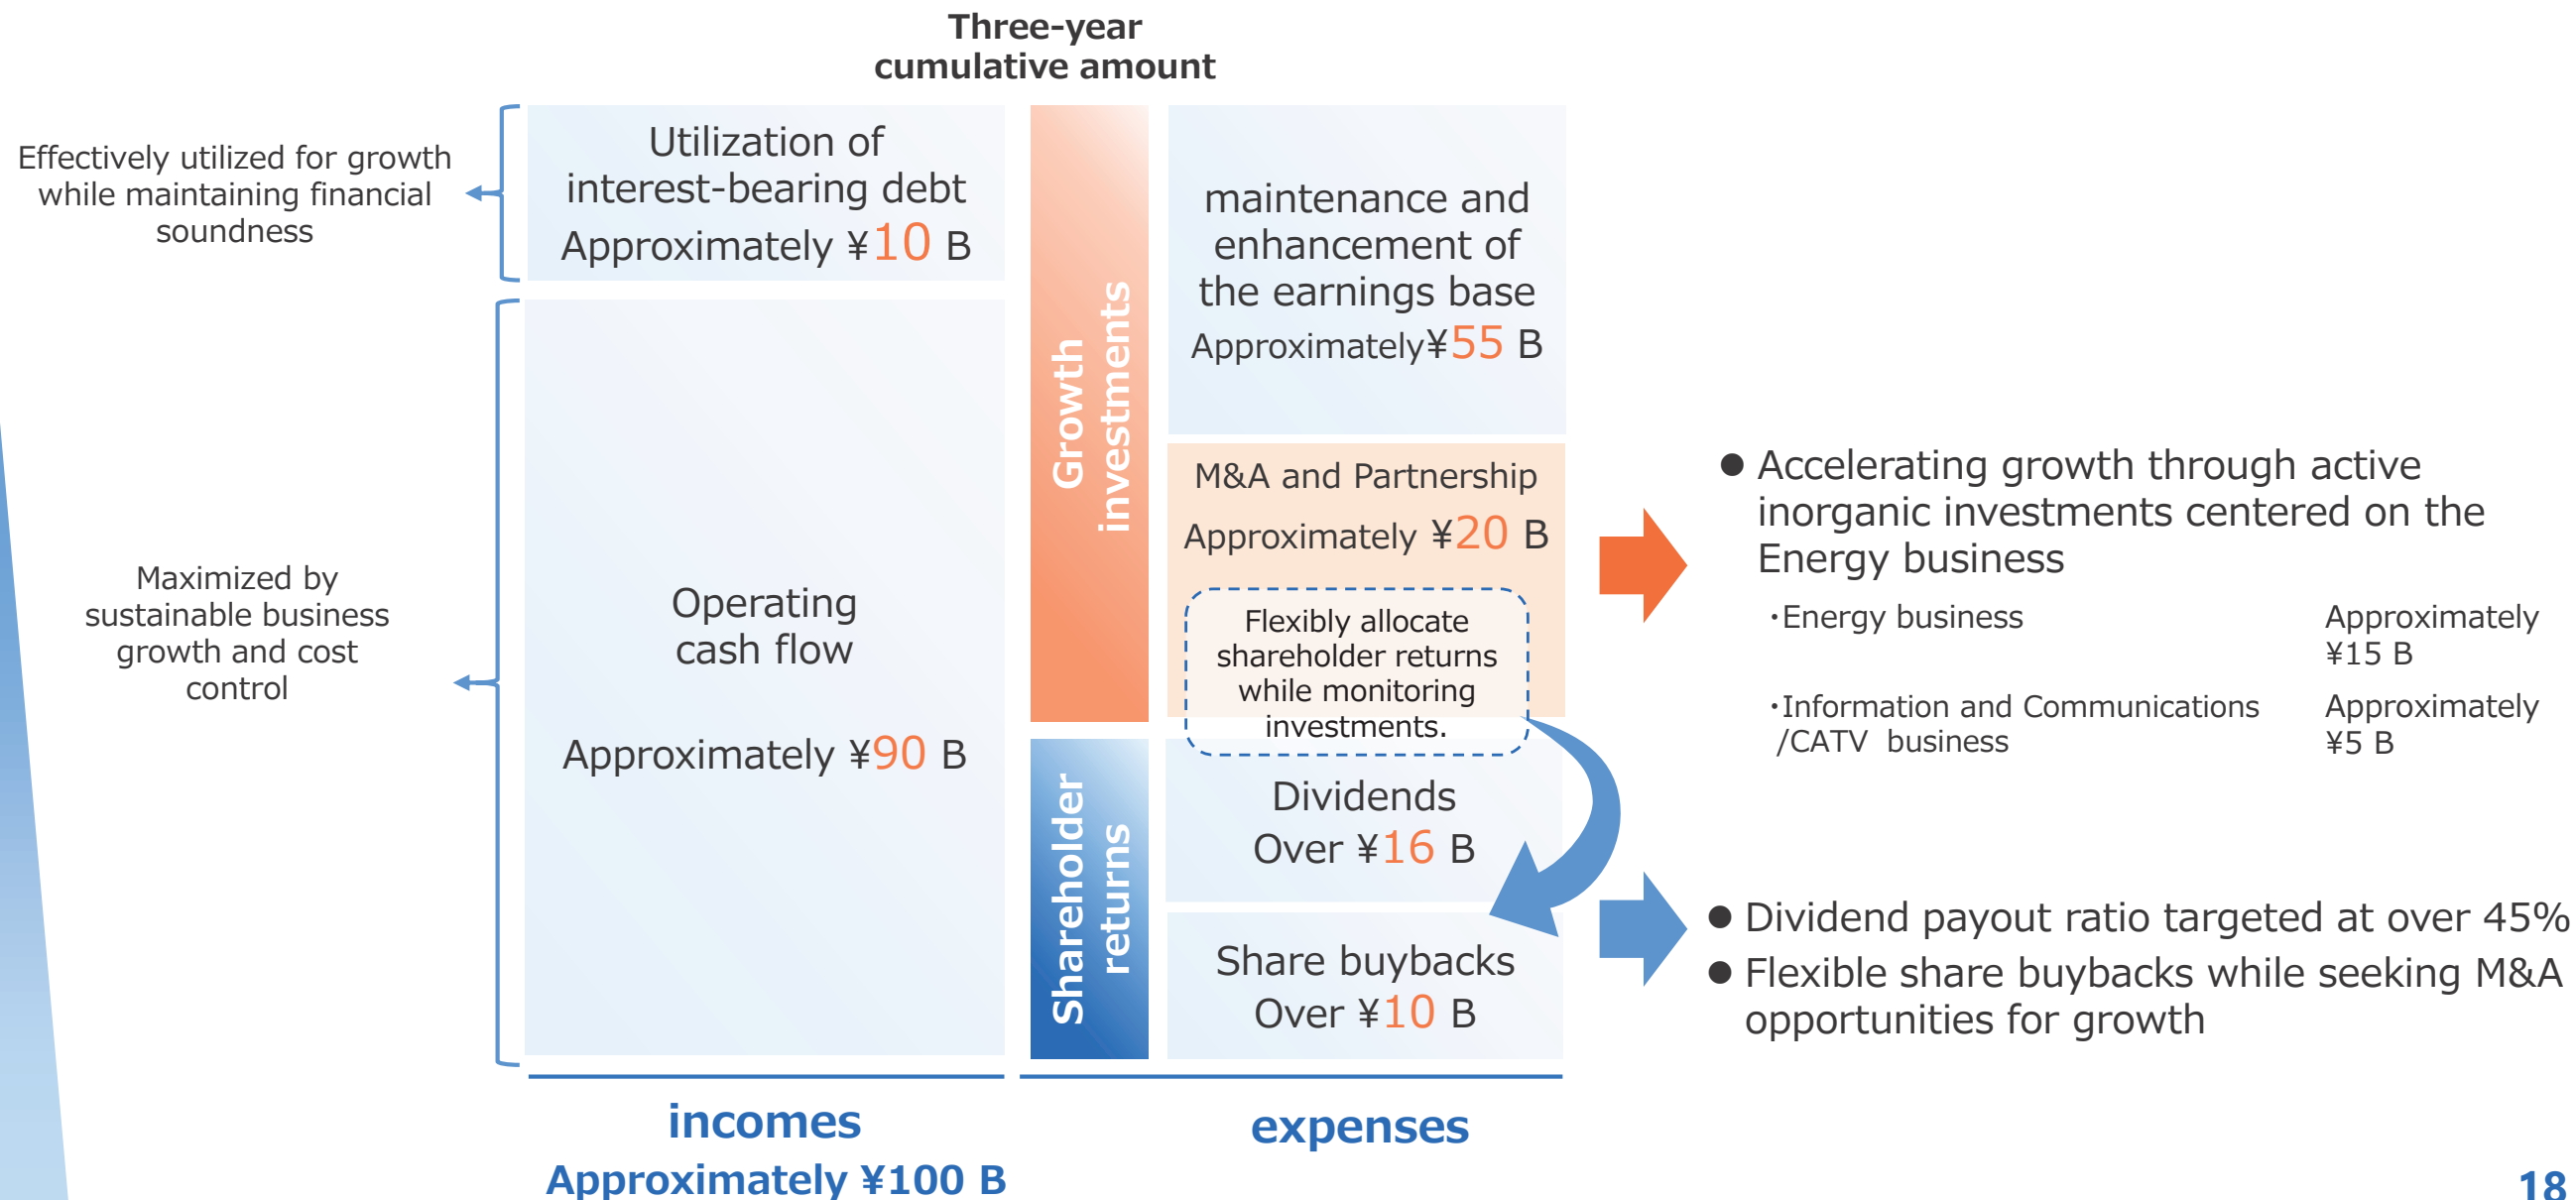 Three-year
cumulative amount
Effectively utilized for growth
while maintaining financial
soundness
Utilization of
interest-bearing debt
Approximately ¥10 B
Maximized by
sustainable business
growth and cost
control
Operating
cash flow
Approximately ¥90 B
Growth
investments
maintenance and
enhancement of
the earnings base
Approximately¥55 B
M&A and Partnership
Approximately ¥20 B
Flexibly allocate
shareholder returns
while monitoring
investments.
Shareholder
returns
Dividends
Over ¥16 B
Share buybacks
Over ¥10 B
● Accelerating growth through active
inorganic investments centered on the
Energy business
・Energy business Approximately
¥15 B
・Information and Communications Approximately
/CATV business ¥5 B
● Dividend payout ratio targeted at over 45%
● Flexible share buybacks while seeking M&A
opportunities for growth
incomes
Approximately ¥100 B
expenses
18